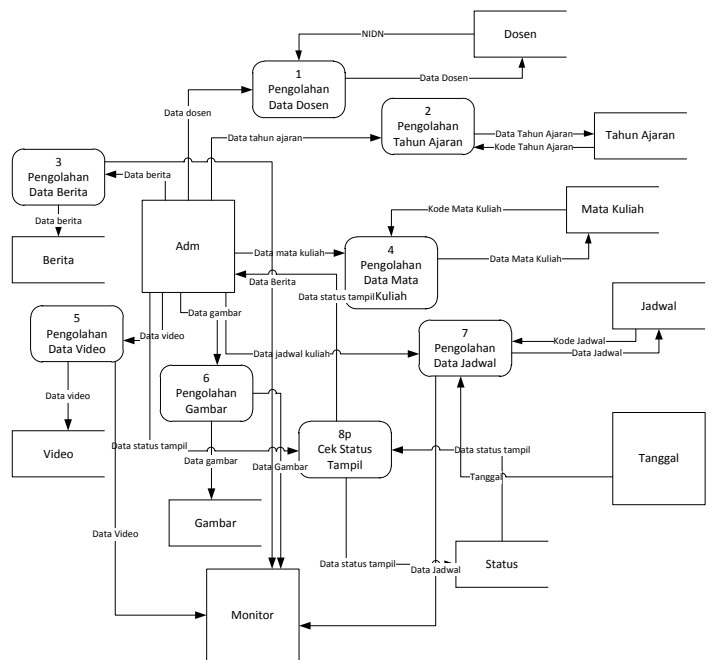 NIDN
Dosen
1
Pengolahan
Data Dosen
Data Dosen
Data dosen
2
Pengolahan
Tahun Ajaran
Data tahun ajaran
Data Tahun Ajaran
Kode Tahun Ajaran
Tahun Ajaran
3
Pengolahan
Data Berita
Data berita
Data berita
Berita
Adm
Kode Mata Kuliah
Mata Kuliah
4
Pengolahan
Data Mata
Kuliah
Data mata kuliah
Data Mata Kuliah
Data Berita
Data status tampil
Data gambar
Data video
5
Pengolahan
Data Video
Jadwal
7
Pengolahan
Data Jadwal
Kode Jadwal
Data Jadwal
Data jadwal kuliah
6
Pengolahan
Gambar
Data video
Video
Data status tampil
Data gambar
Data Gambar
8p
Cek Status
Tampil
Data status tampil
Tanggal
Tanggal
Gambar
Data Video
Data status tampil
Data Jadwal
Status
Monitor